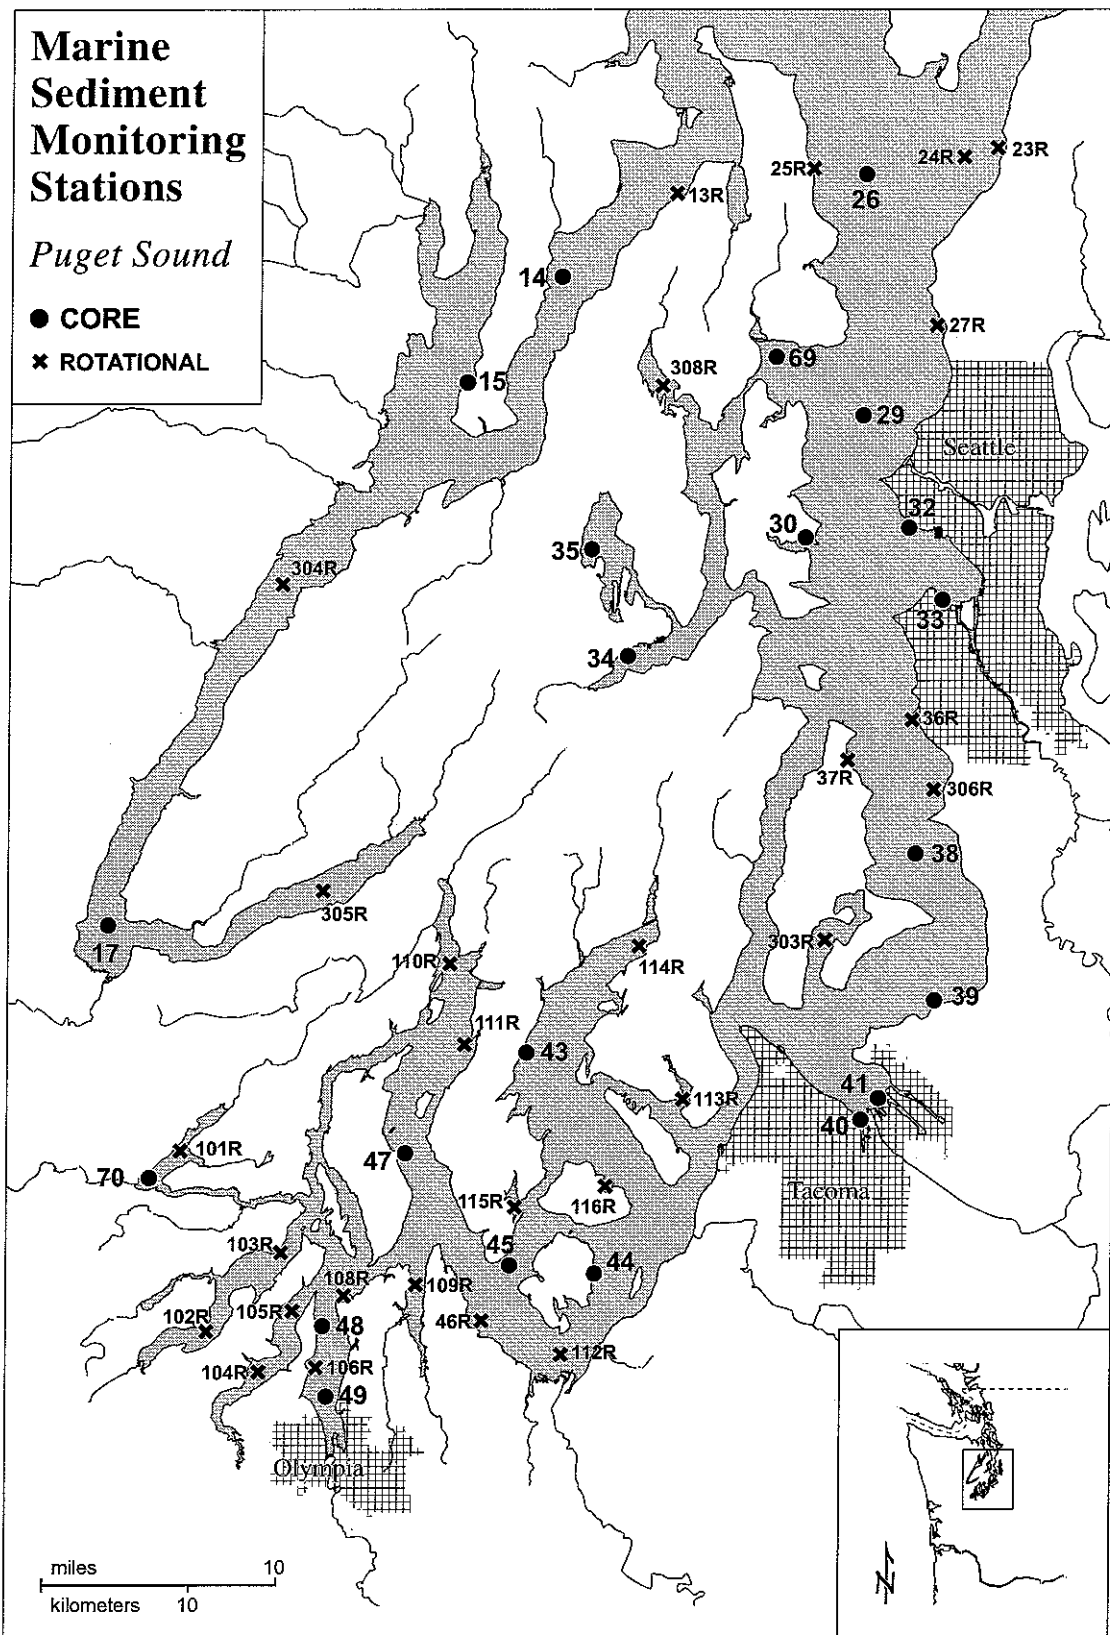 Marine
Sediment
Monitoring
Stations
Puget Sound
CORE
ROTATIONAL
23R
24R
25R
26
13R
14
27R
69
308R
15
29
Seattle
32
30
35
304R
33
34
36R
37R
306R
38
305R
17
303R
110R
114R
39
111R
43
41
113R
40
101R
47
70
Tacoma
115R
116R
103R
45
44
108R
109R
105R
102R
48
46R
112R
104R
106R
49
Olympia
miles 10
kilometers 10
N